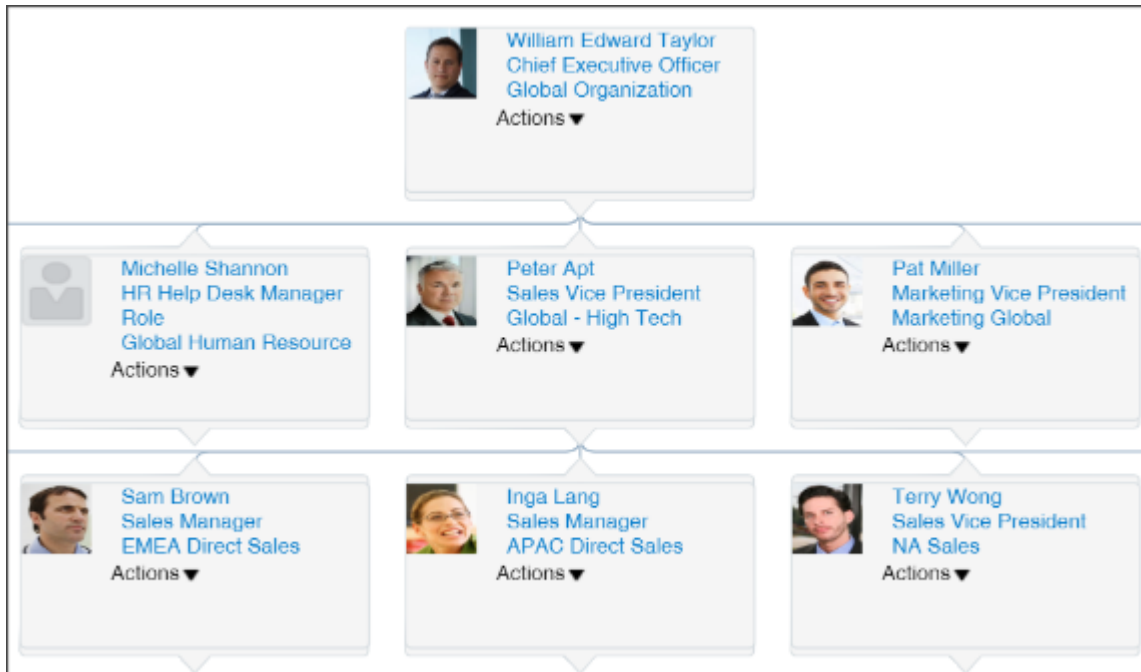 William Edward Taylor
Chief Executive Officer
Global Organization
Actions
Michelle Shannon
HR Help Desk Manager
Role
Global Human Resource
Actions
Peter Apt
Sales Vice President
Global - High Tech
Actions
Pat Miller
Marketing Vice President
Marketing Global
Actions
Sam Brown
Sales Manager
EMEA Direct Sales
Actions
Inga Lang
Sales Manager
APAC Direct Sales
Actions
Terry Wong
Sales Vice President
NA Sales
Actions